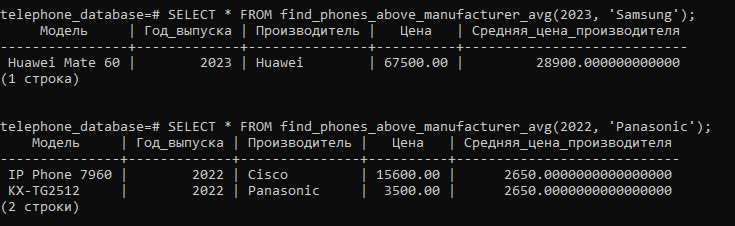 telephone_database=# SELECT * FROM find_phones_above_manufacturer_avg(2023, 'Samsung');
     Модель     | Год_выпуска | Производитель |   Цена   | Средняя_цена_производителя
----------------+-------------+---------------+----------+----------------------------
 Huawei Mate 60 |        2023 | Huawei        | 67500.00 |         28900.000000000000
(1 строка)
telephone_database=# SELECT * FROM find_phones_above_manufacturer_avg(2022, 'Panasonic');
    Модель     | Год_выпуска | Производитель |   Цена   | Средняя_цена_производителя
---------------+-------------+---------------+----------+----------------------------
 IP Phone 7960 |        2022 | Cisco         | 15600.00 |      2650.0000000000000000
 KX-TG2512     |        2022 | Panasonic     |  3500.00 |      2650.0000000000000000
(2 строки)